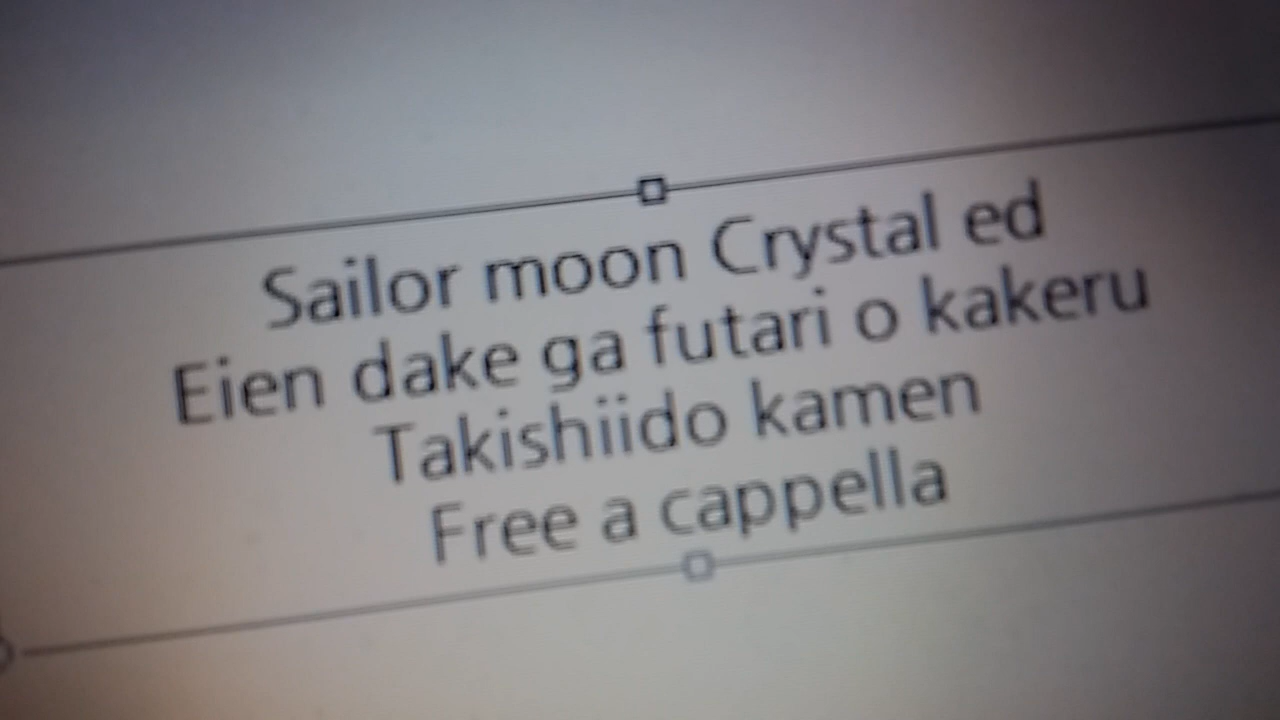 Sailor moon Crystal ed
Eien dake ga futari o kakeru
Takishiido kamen
Free a cappella